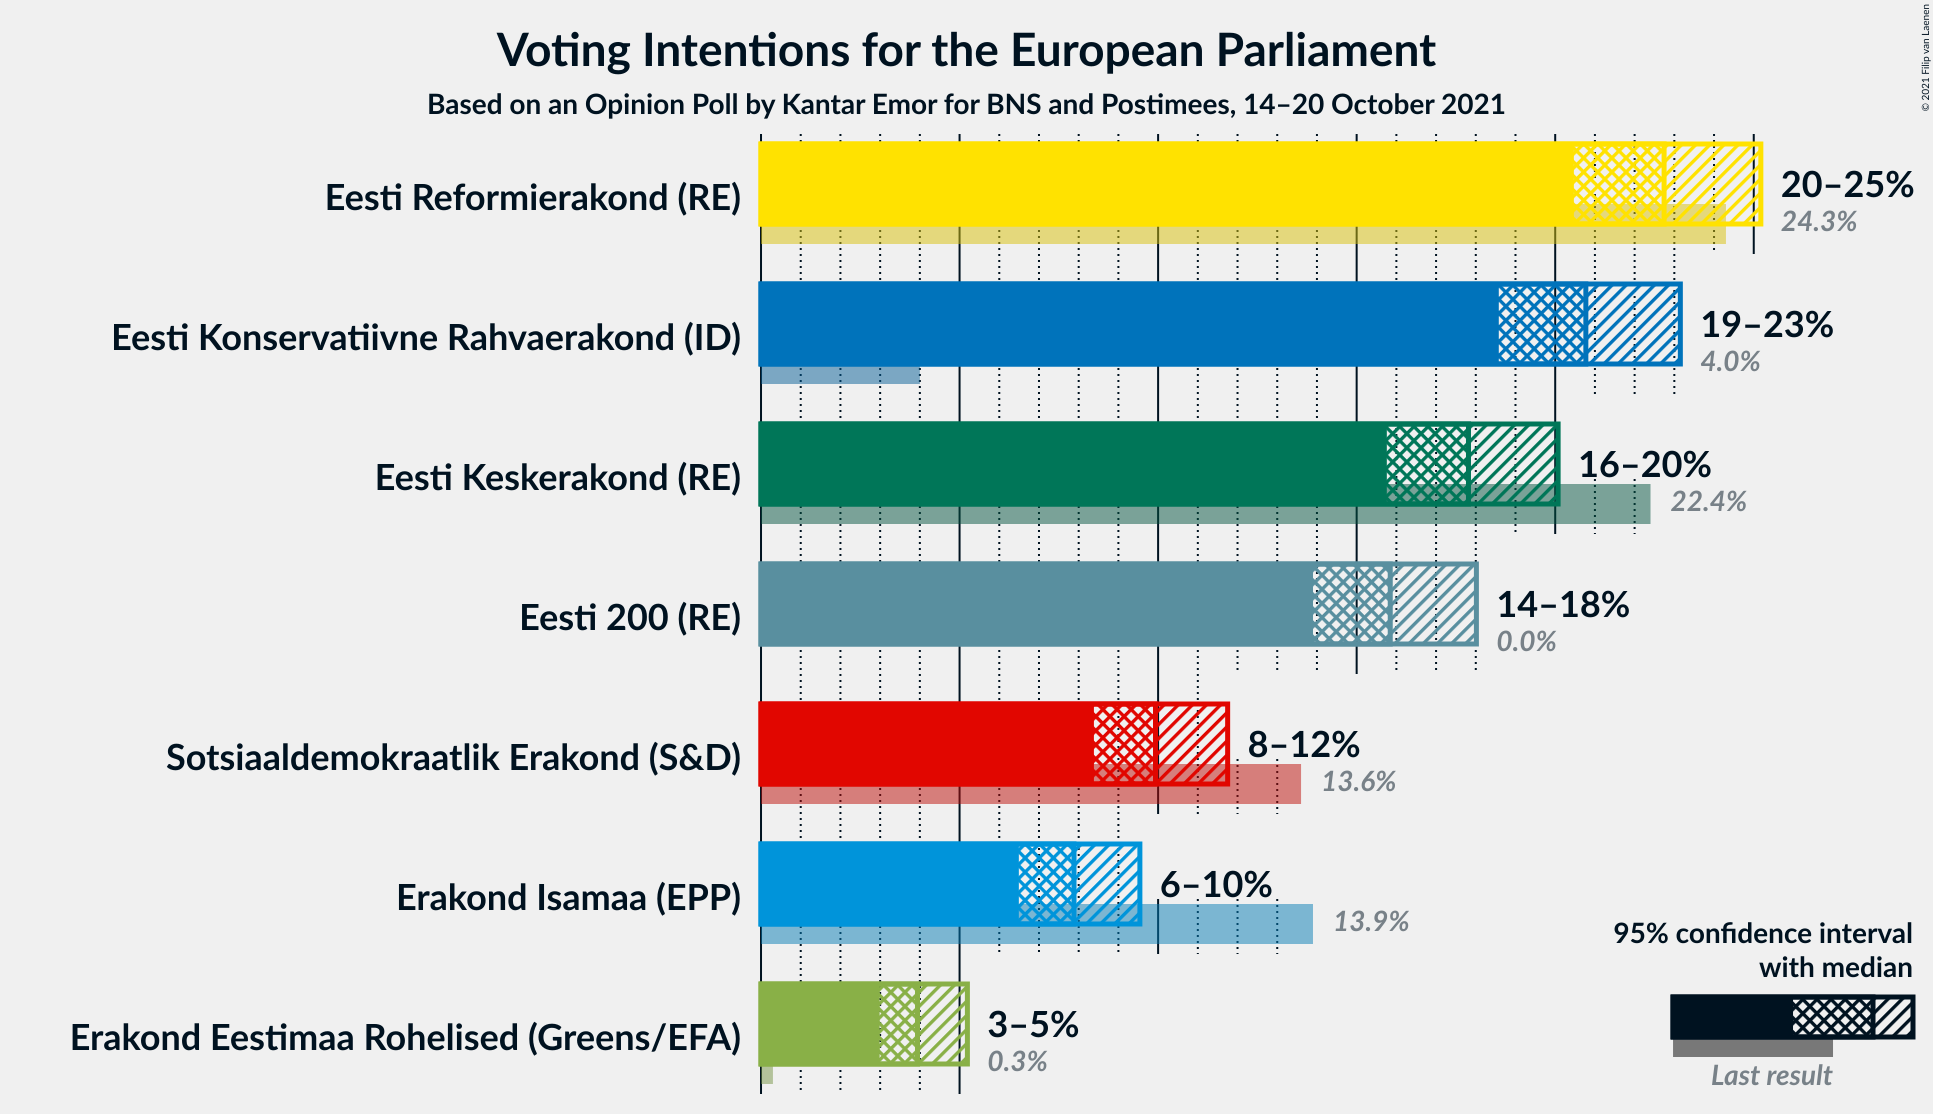 Voting Intentions for the European Parliament
Based on an Opinion Poll by Kantar Emor for BNS and Postimees, 14–20 October 2021
© 2021 Filip van Laenen
Eesti Reformierakond (RE)
20–25%
24.3%
Eesti Konservatiivne Rahvaerakond (ID)
19–23%
4.0%
Eesti Keskerakond (RE)
16–20%
22.4%
Eesti 200 (RE)
14–18%
0.0%
Sotsiaaldemokraatlik Erakond (S&D)
8–12%
13.6%
Erakond Isamaa (EPP)
6–10%
13.9%
Erakond Eestimaa Rohelised (Greens/EFA)
3–5%
0.3%
95% confidence interval
with median
Last result